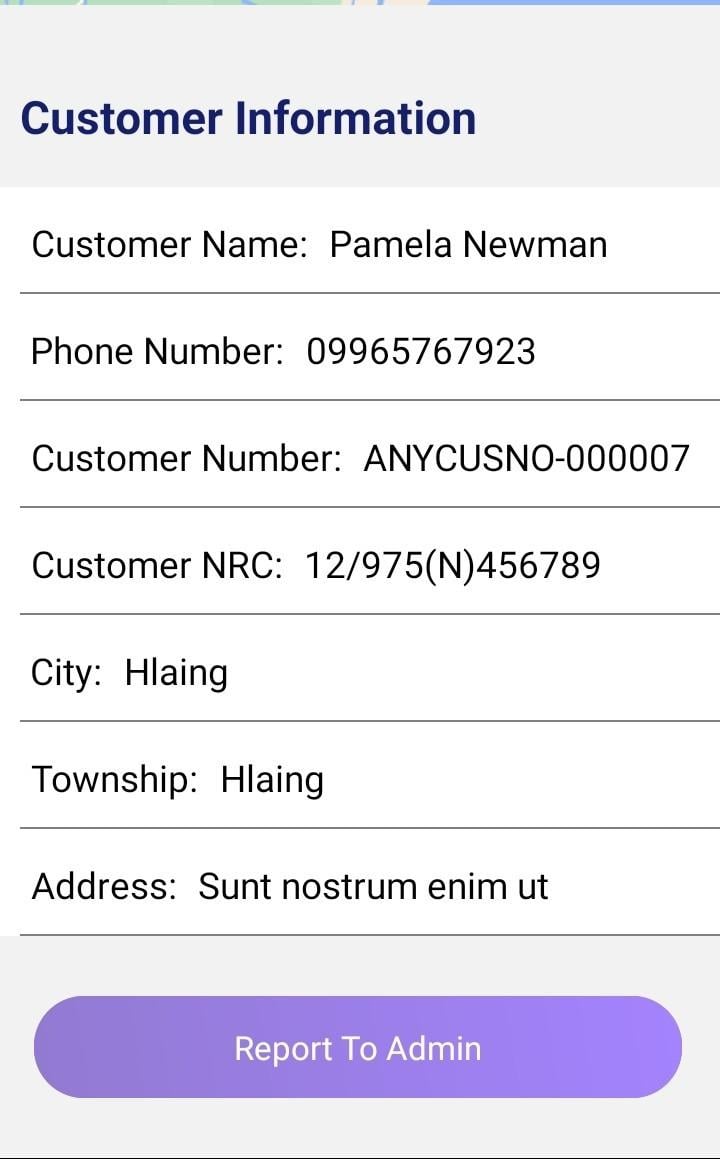 Customer Information
Customer Name: Pamela Newman
Phone Number: 09965767923
Customer Number: ANYCUSNO-000007
Customer NRC: 12/975(N)456789
City: Hlaing
Township: Hlaing
Address: Sunt nostrum enim ut
Report To Admin